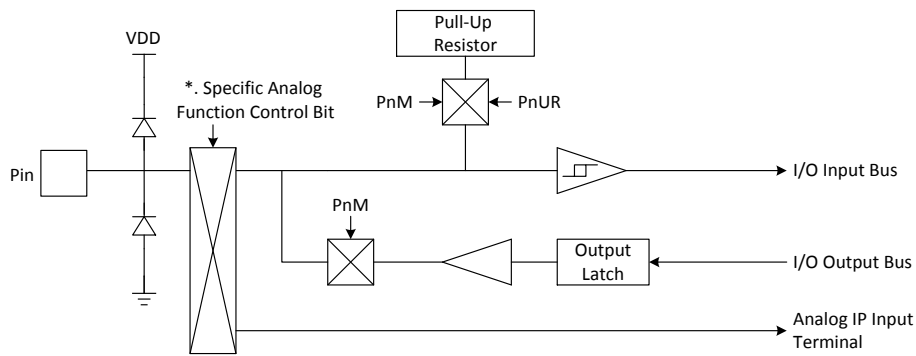 Pull-Up
Resistor
VDD
*. Specific Analog
Function Control Bit
PnM
PnUR
Pin
I/O Input Bus
PnM
Output
Latch
I/O Output Bus
Analog IP Input
Terminal